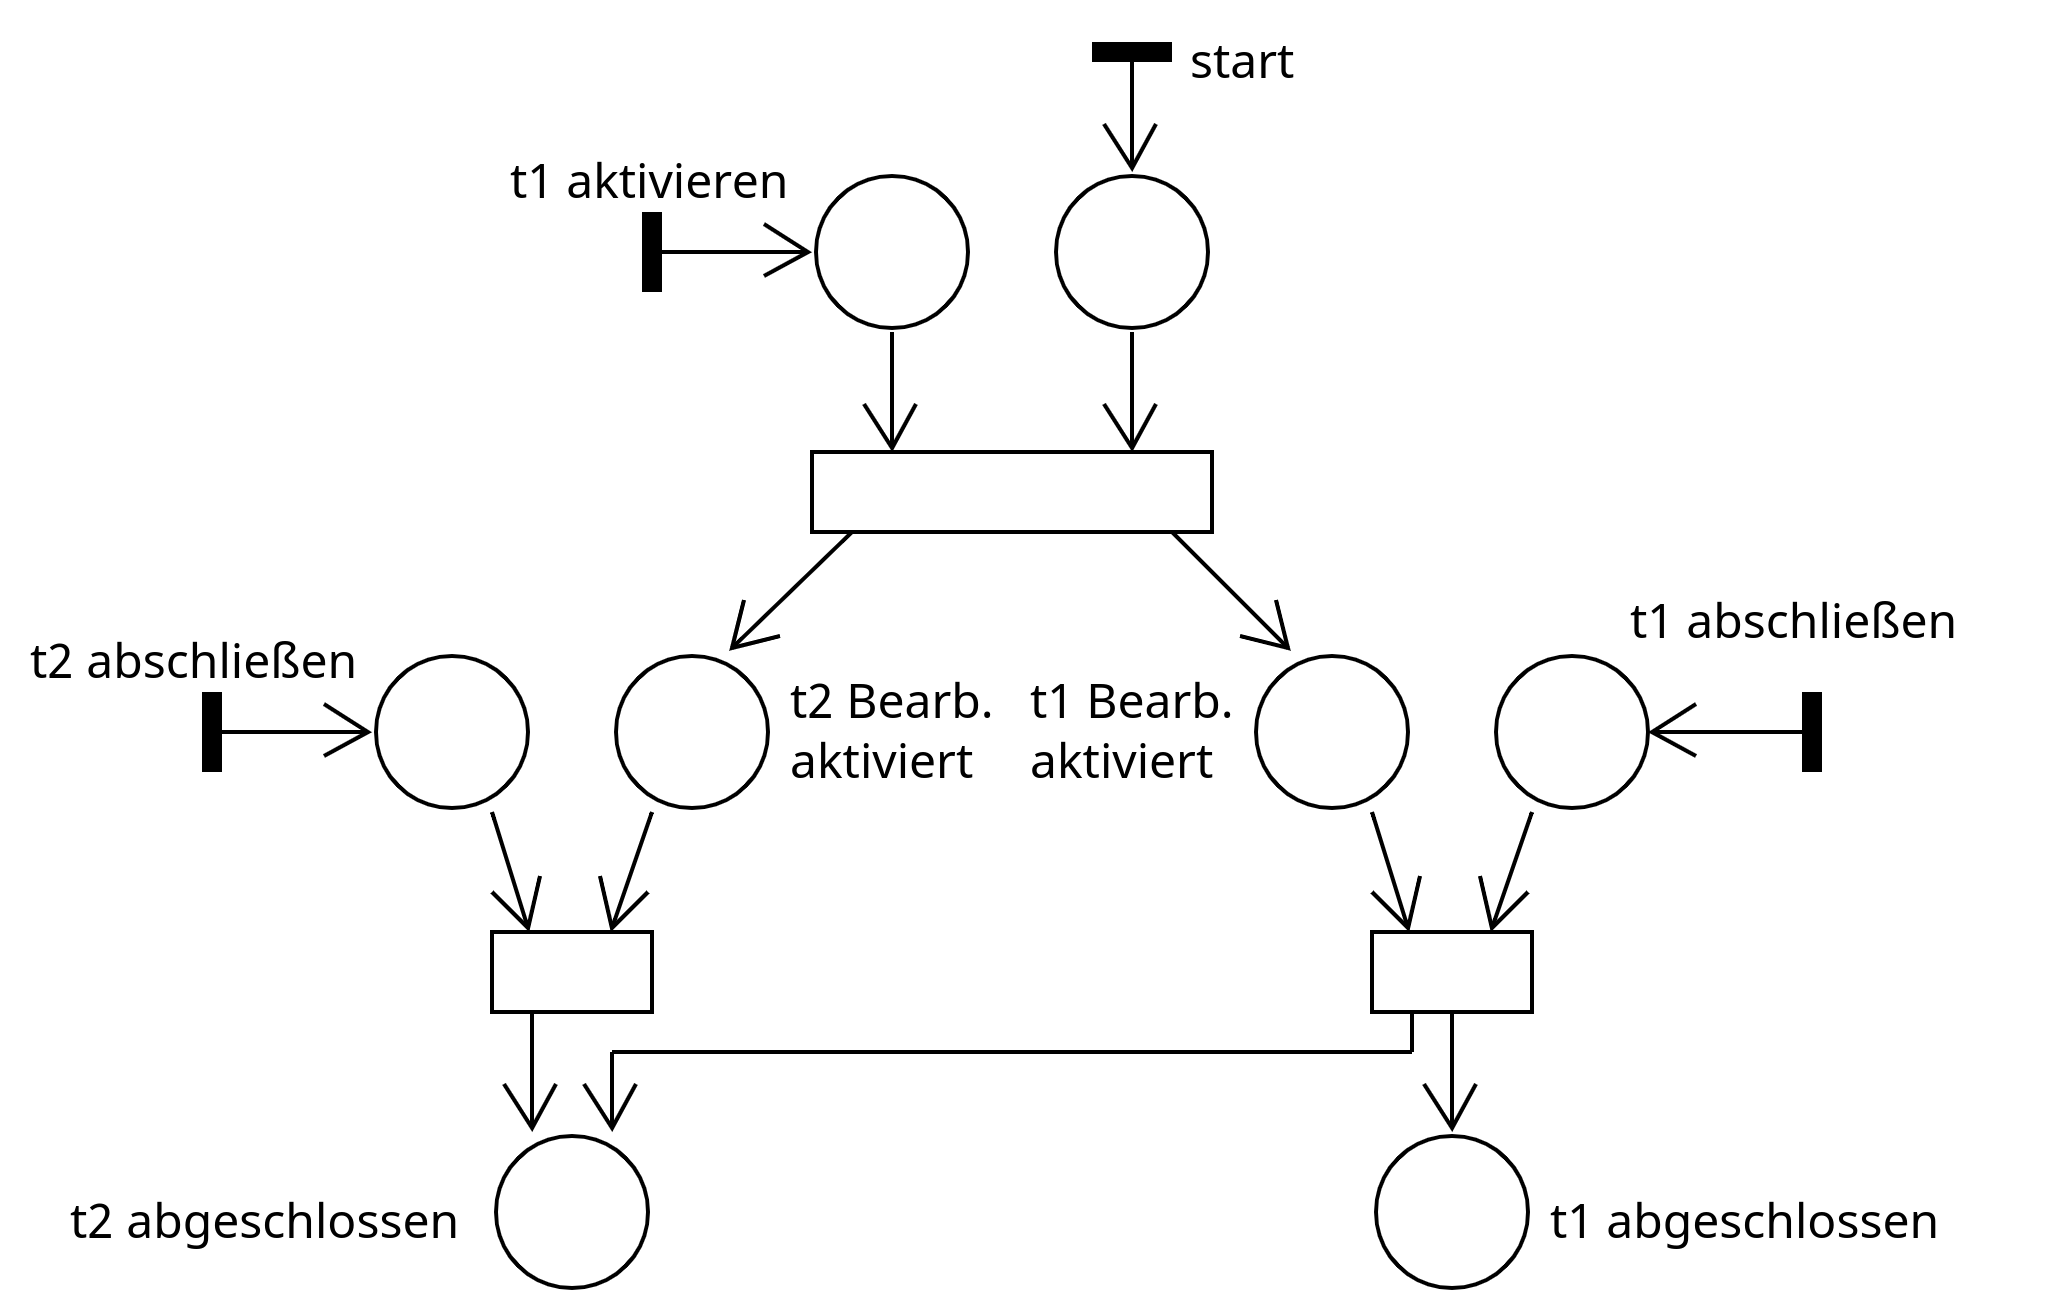 start
t1 aktivieren
t1 abschließen
t2 abschließen
t2 Bearb.
aktiviert
t1 Bearb.
aktiviert
t2 abgeschlossen
t1 abgeschlossen